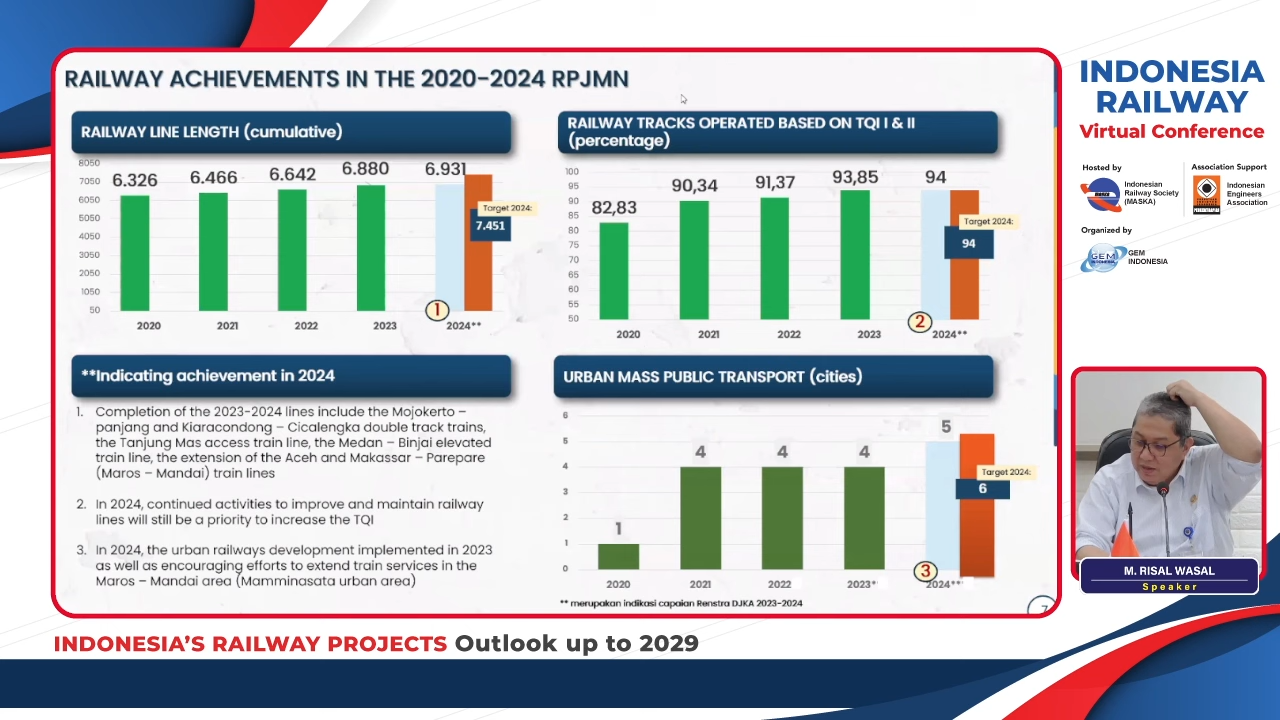 RAILWAY ACHIEVEMENTS IN THE 2020-2024 RPJMN
RAILWAY LINE LENGTH (cumulative)
8050
7050
6050
5050
4050
3050
2050
1050
50
6.326
6.466
6.642
6.880
6.931
Target 2024:
7.451
1
2020
2021
2022
2023
2024**
RAILWAY TRACKS OPERATED BASED ON TQI I & II
(percentage)
100
95
90
85
80
75
70
65
60
55
50
82,83
90,34
91,37
93,85
94
Target 2024:
94
2
2020
2021
2022
2023
2024**
**Indicating achievement in 2024
1. Completion of the 2023-2024 lines include the Mojokerto –
panjang and Kiaracondong – Cicalengka double track trains,
the Tanjung Mas access train line, the Medan – Binjai elevated
train line, the extension of the Aceh and Makassar – Parepare
(Maros – Mandai) train lines
2. In 2024, continued activities to improve and maintain railway
lines will still be a priority to increase the TQI
3. In 2024, the urban railways development implemented in 2023
as well as encouraging efforts to extend train services in the
Maros – Mandai area (Mamminasata urban area)
URBAN MASS PUBLIC TRANSPORT (cities)
6
5
4
3
2
1
0
1
4
4
4
5
Target 2024:
6
3
2020
2021
2022
2023*
2024**
** merupakan indikasi capaian Renstra DJKA 2023-2024
7
INDONESIA
RAILWAY
Virtual Conference
Hosted by
Indonesian
Railway Society
(MASKA)
Association Support
Indonesian
Engineers
Association
Organized by
GEM
INDONESIA
GEM
INDONESIA
M. RISAL WASAL
Speaker
INDONESIA'S RAILWAY PROJECTS Outlook up to 2029